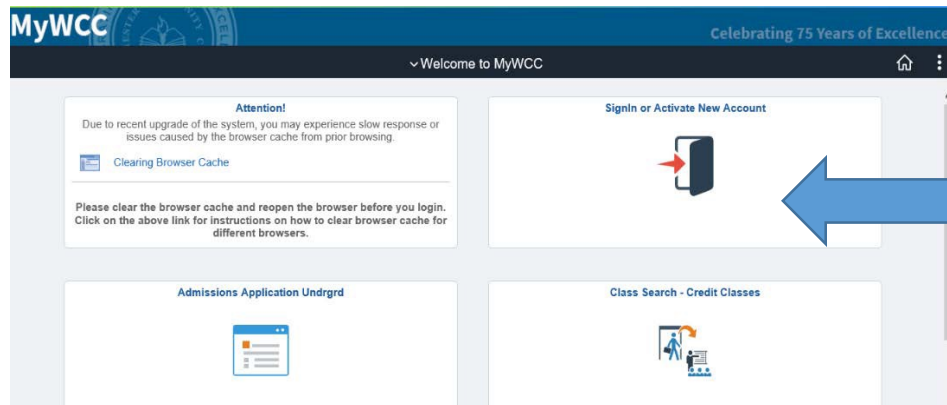 MyWCC
Celebrating 75 Years of Excellence
Welcome to MyWCC
Attention!
Due to recent upgrade of the system, you may experience slow response or
issues caused by the browser cache from prior browsing.
Clearing Browser Cache
Please clear the browser cache and reopen the browser before you login.
Click on the above link for instructions on how to clear browser cache for
different browsers.
SignIn or Activate New Account
Admissions Application Undrgrd
Class Search - Credit Classes